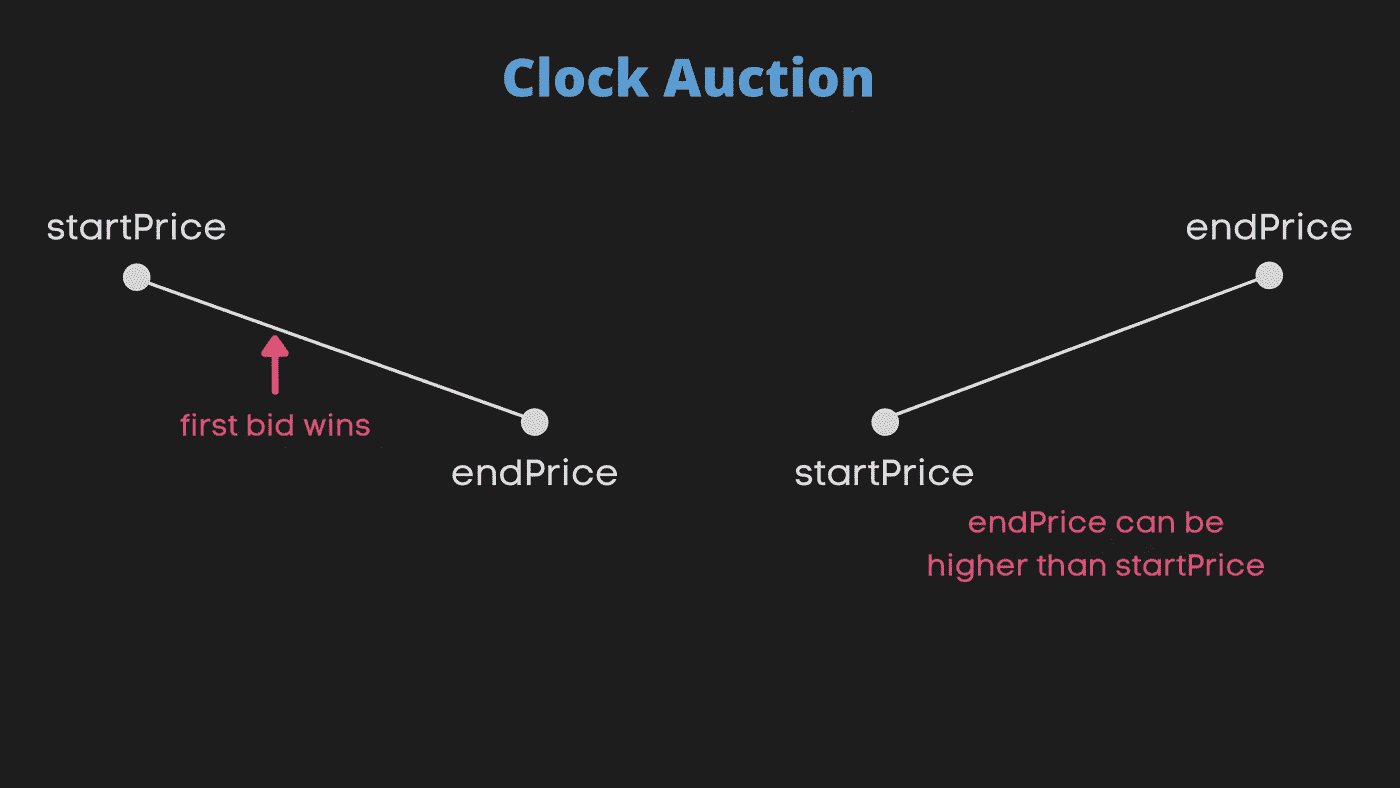 Clock Auction
startPrice
endPrice
first bid wins
endPrice
startPrice
endPrice can be
higher than startPrice